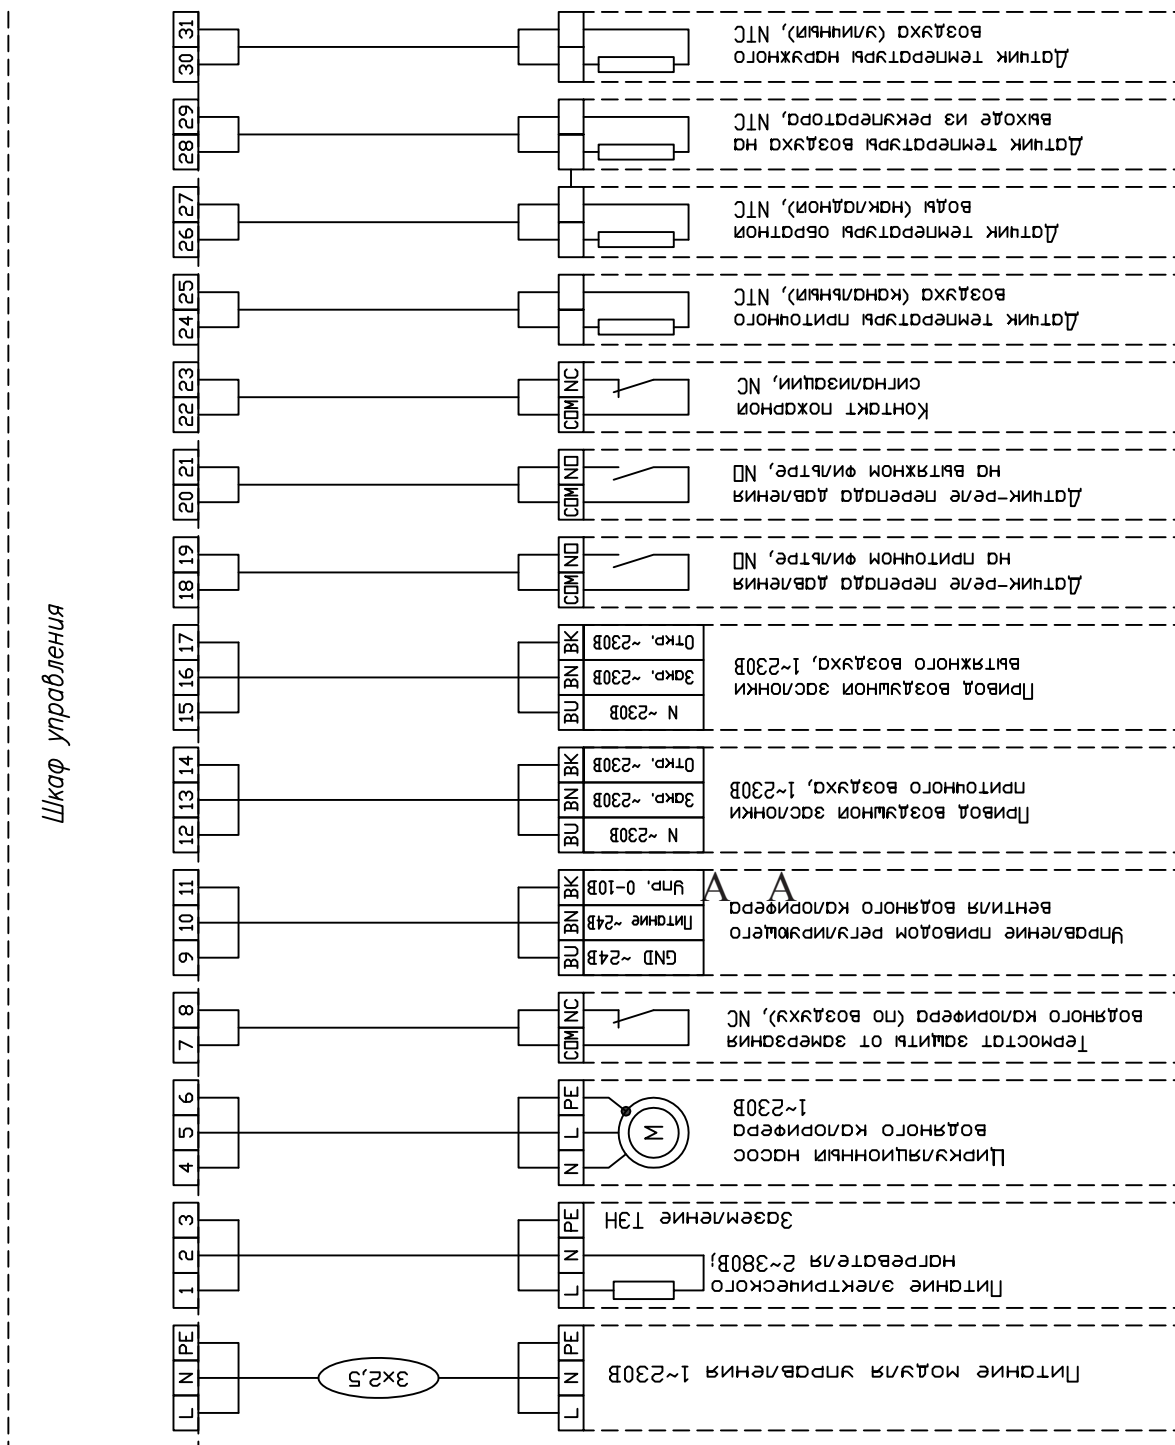 Шкаф управления
31
30
Датчик температуры наружного
воздуха (уличный), NTC
29
28
Датчик температуры воздуха на
выходе из рекуператора, NTC
27
26
Датчик температуры обратной
воды (накладной), NTC
25
24
Датчик температуры приточного
воздуха (канальный), NTC
23
22
NC
COM
Контакт пожарной
сигнализации, NC
21
20
NO
COM
Датчик-реле перепада давления
на вытяжном фильтре, NO
19
18
NO
COM
Датчик-реле перепада давления
на приточном фильтре, NO
17
16
15
BK Откр. ~230В
BN Закр. ~230В
BU N ~230В
Привод воздушной заслонки
вытяжного воздуха, 1~230В
14
13
12
BK Откр. ~230В
BN Закр. ~230В
BU N ~230В
Привод воздушной заслонки
приточного воздуха, 1~230В
11
10
9
BK Упр. 0-10В
BN Питание ~24В
BU GND ~24В
A A
Управление приводом регулирующего
вентиля водяного калорифера
8
7
NC
COM
Термостат защиты от замерзания
водяного калорифера (по воздуху), NC
6
5
4
PE
L
N
M
Циркуляционный насос
водяного калорифера
1~230В
3
2
1
PE
N
L
Питание электрического
нагревателя 2~380В;
Заземление ТЭН
PE
N
L
3x2,5
PE
N
L
Питание модуля управления 1~230В